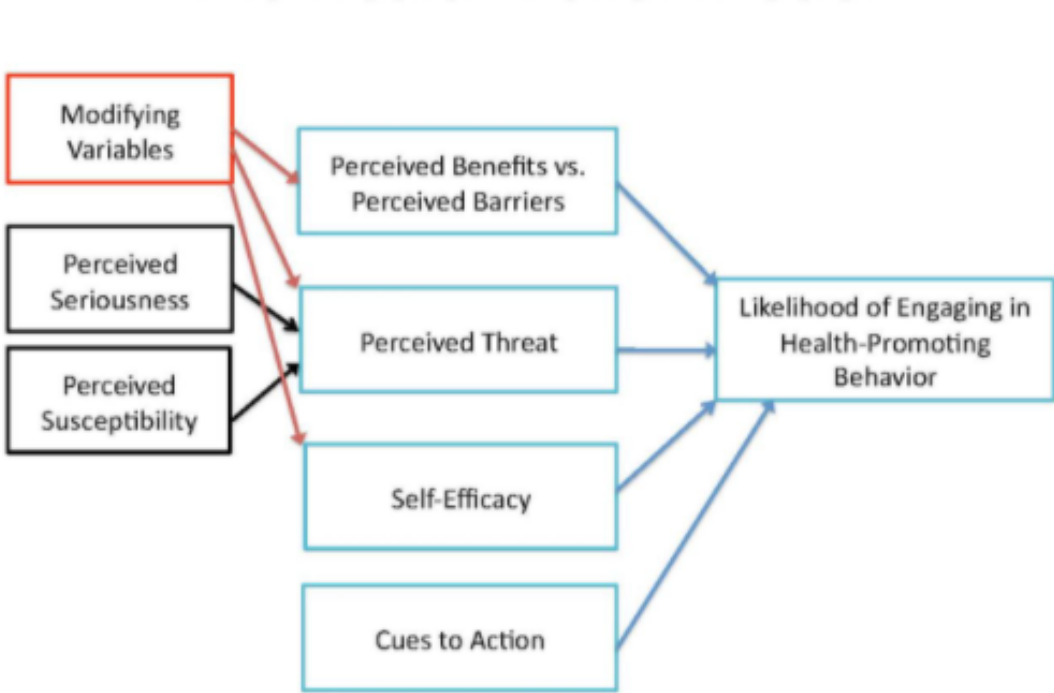 Modifying
Variables
Perceived
Seriousness
Perceived
Susceptibility
Perceived Benefits vs.
Perceived Barriers
Perceived Threat
Self-Efficacy
Cues to Action
Likelihood of Engaging in
Health-Promoting
Behavior